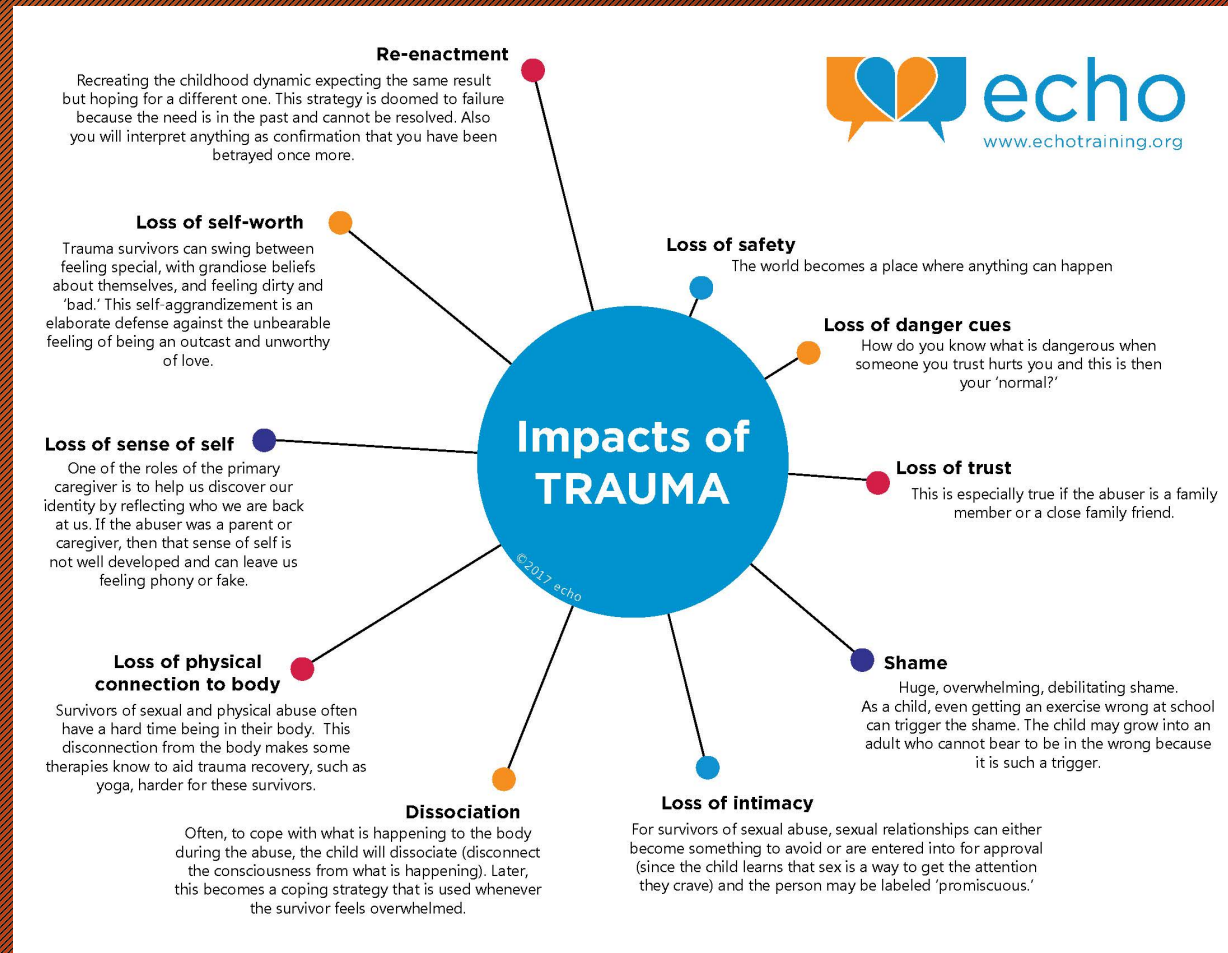 echo
www.echotraining.org
Impacts of
TRAUMA
©2017 echo
Re-enactment
Recreating the childhood dynamic expecting the same result
but hoping for a different one. This strategy is doomed to failure
because the need is in the past and cannot be resolved. Also
you will interpret anything as confirmation that you have been
betrayed once more.
Loss of safety
The world becomes a place where anything can happen
Loss of danger cues
How do you know what is dangerous when
someone you trust hurts you and this is then
your ‘normal?’
Loss of trust
This is especially true if the abuser is a family
member or a close family friend.
Shame
Huge, overwhelming, debilitating shame.
As a child, even getting an exercise wrong at school
can trigger the shame. The child may grow into an
adult who cannot bear to be in the wrong because
it is such a trigger.
Loss of intimacy
For survivors of sexual abuse, sexual relationships can either
become something to avoid or are entered into for approval
(since the child learns that sex is a way to get the attention
they crave) and the person may be labeled ‘promiscuous.’
Dissociation
Often, to cope with what is happening to the body
during the abuse, the child will dissociate (disconnect
the consciousness from what is happening). Later,
this becomes a coping strategy that is used whenever
the survivor feels overwhelmed.
Loss of physical
connection to body
Survivors of sexual and physical abuse often
have a hard time being in their body. This
disconnection from the body makes some
therapies know to aid trauma recovery, such as
yoga, harder for these survivors.
Loss of sense of self
One of the roles of the primary
caregiver is to help us discover our
identity by reflecting who we are back
at us. If the abuser was a parent or
caregiver, then that sense of self is
not well developed and can leave us
feeling phony or fake.
Loss of self-worth
Trauma survivors can swing between
feeling special, with grandiose beliefs
about themselves, and feeling dirty and
‘bad.’ This self-aggrandizement is an
elaborate defense against the unbearable
feeling of being an outcast and unworthy
of love.